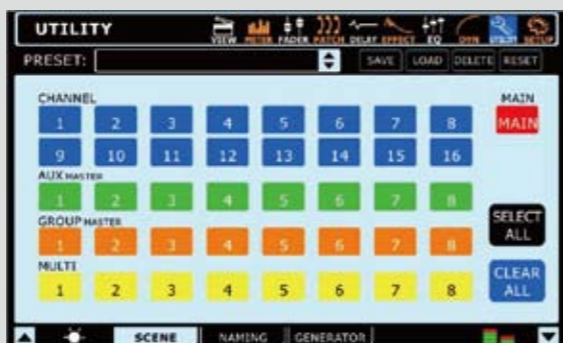 UTILITY VIEW METER FADER PATCH DELAY EFFECT EQ DYN UTILITY SETUP
PRESET: SAVE LOAD DELETE RESET
CHANNEL MAIN
1 2 3 4 5 6 7 8 MAIN
9 10 11 12 13 14 15 16
AUX MASTER
1 2 3 4 5 6 7 8
GROUP MASTER
1 2 3 4 5 6 7 8
SELECT
ALL
MULTI
1 2 3 4 5 6 7 8
CLEAR
ALL
SCENE NAMING GENERATOR